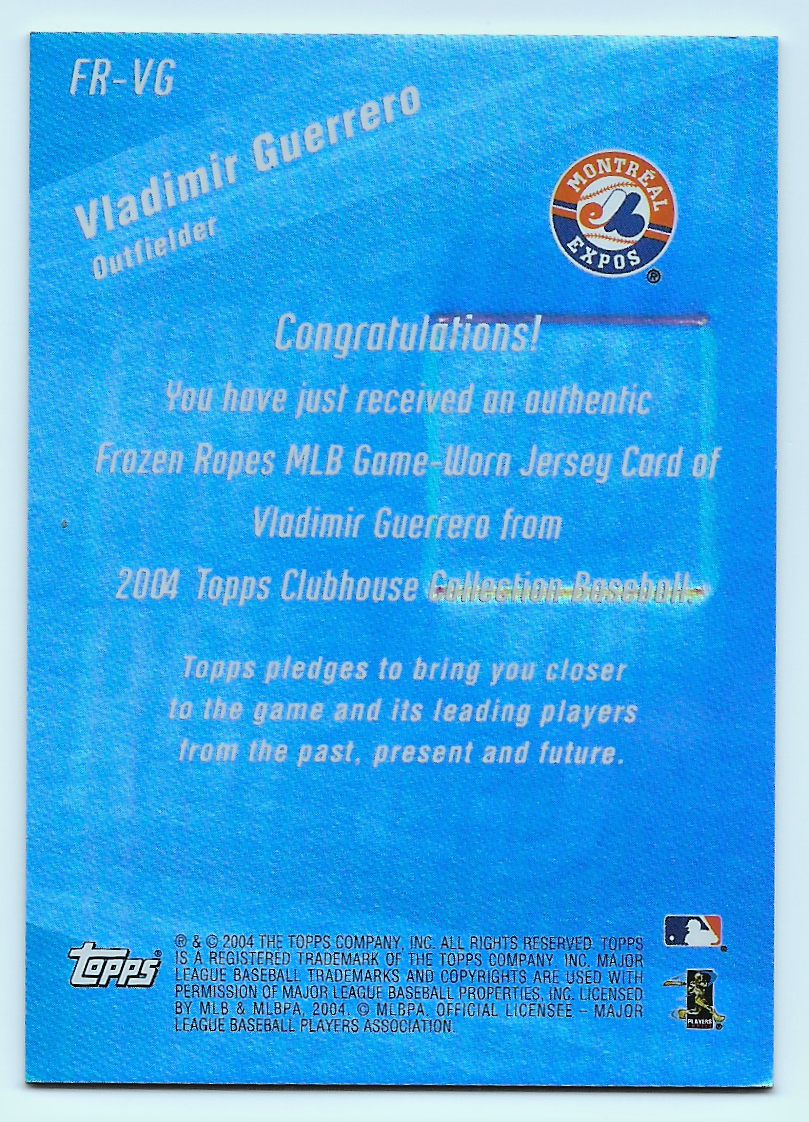 FR-VG
Vladimir Guerrero
Outfielder
MONTRÉAL
EXPOS
®
Congratulations!
You have just received an authentic
Frozen Ropes MLB Game-Worn Jersey Card of
Vladimir Guerrero from
2004 Topps Clubhouse Collection Baseball.
Topps pledges to bring you closer
to the game and its leading players
from the past, present and future.
topps®
® & © 2004 THE TOPPS COMPANY, INC. ALL RIGHTS RESERVED. TOPPS
IS A REGISTERED TRADEMARK OF THE TOPPS COMPANY, INC. MAJOR
LEAGUE BASEBALL TRADEMARKS AND COPYRIGHTS ARE USED WITH
PERMISSION OF MAJOR LEAGUE BASEBALL PROPERTIES, INC. LICENSED
BY MLB & MLBPA, 2004. © MLBPA. OFFICIAL LICENSEE – MAJOR
LEAGUE BASEBALL PLAYERS ASSOCIATION.
PLAYERS